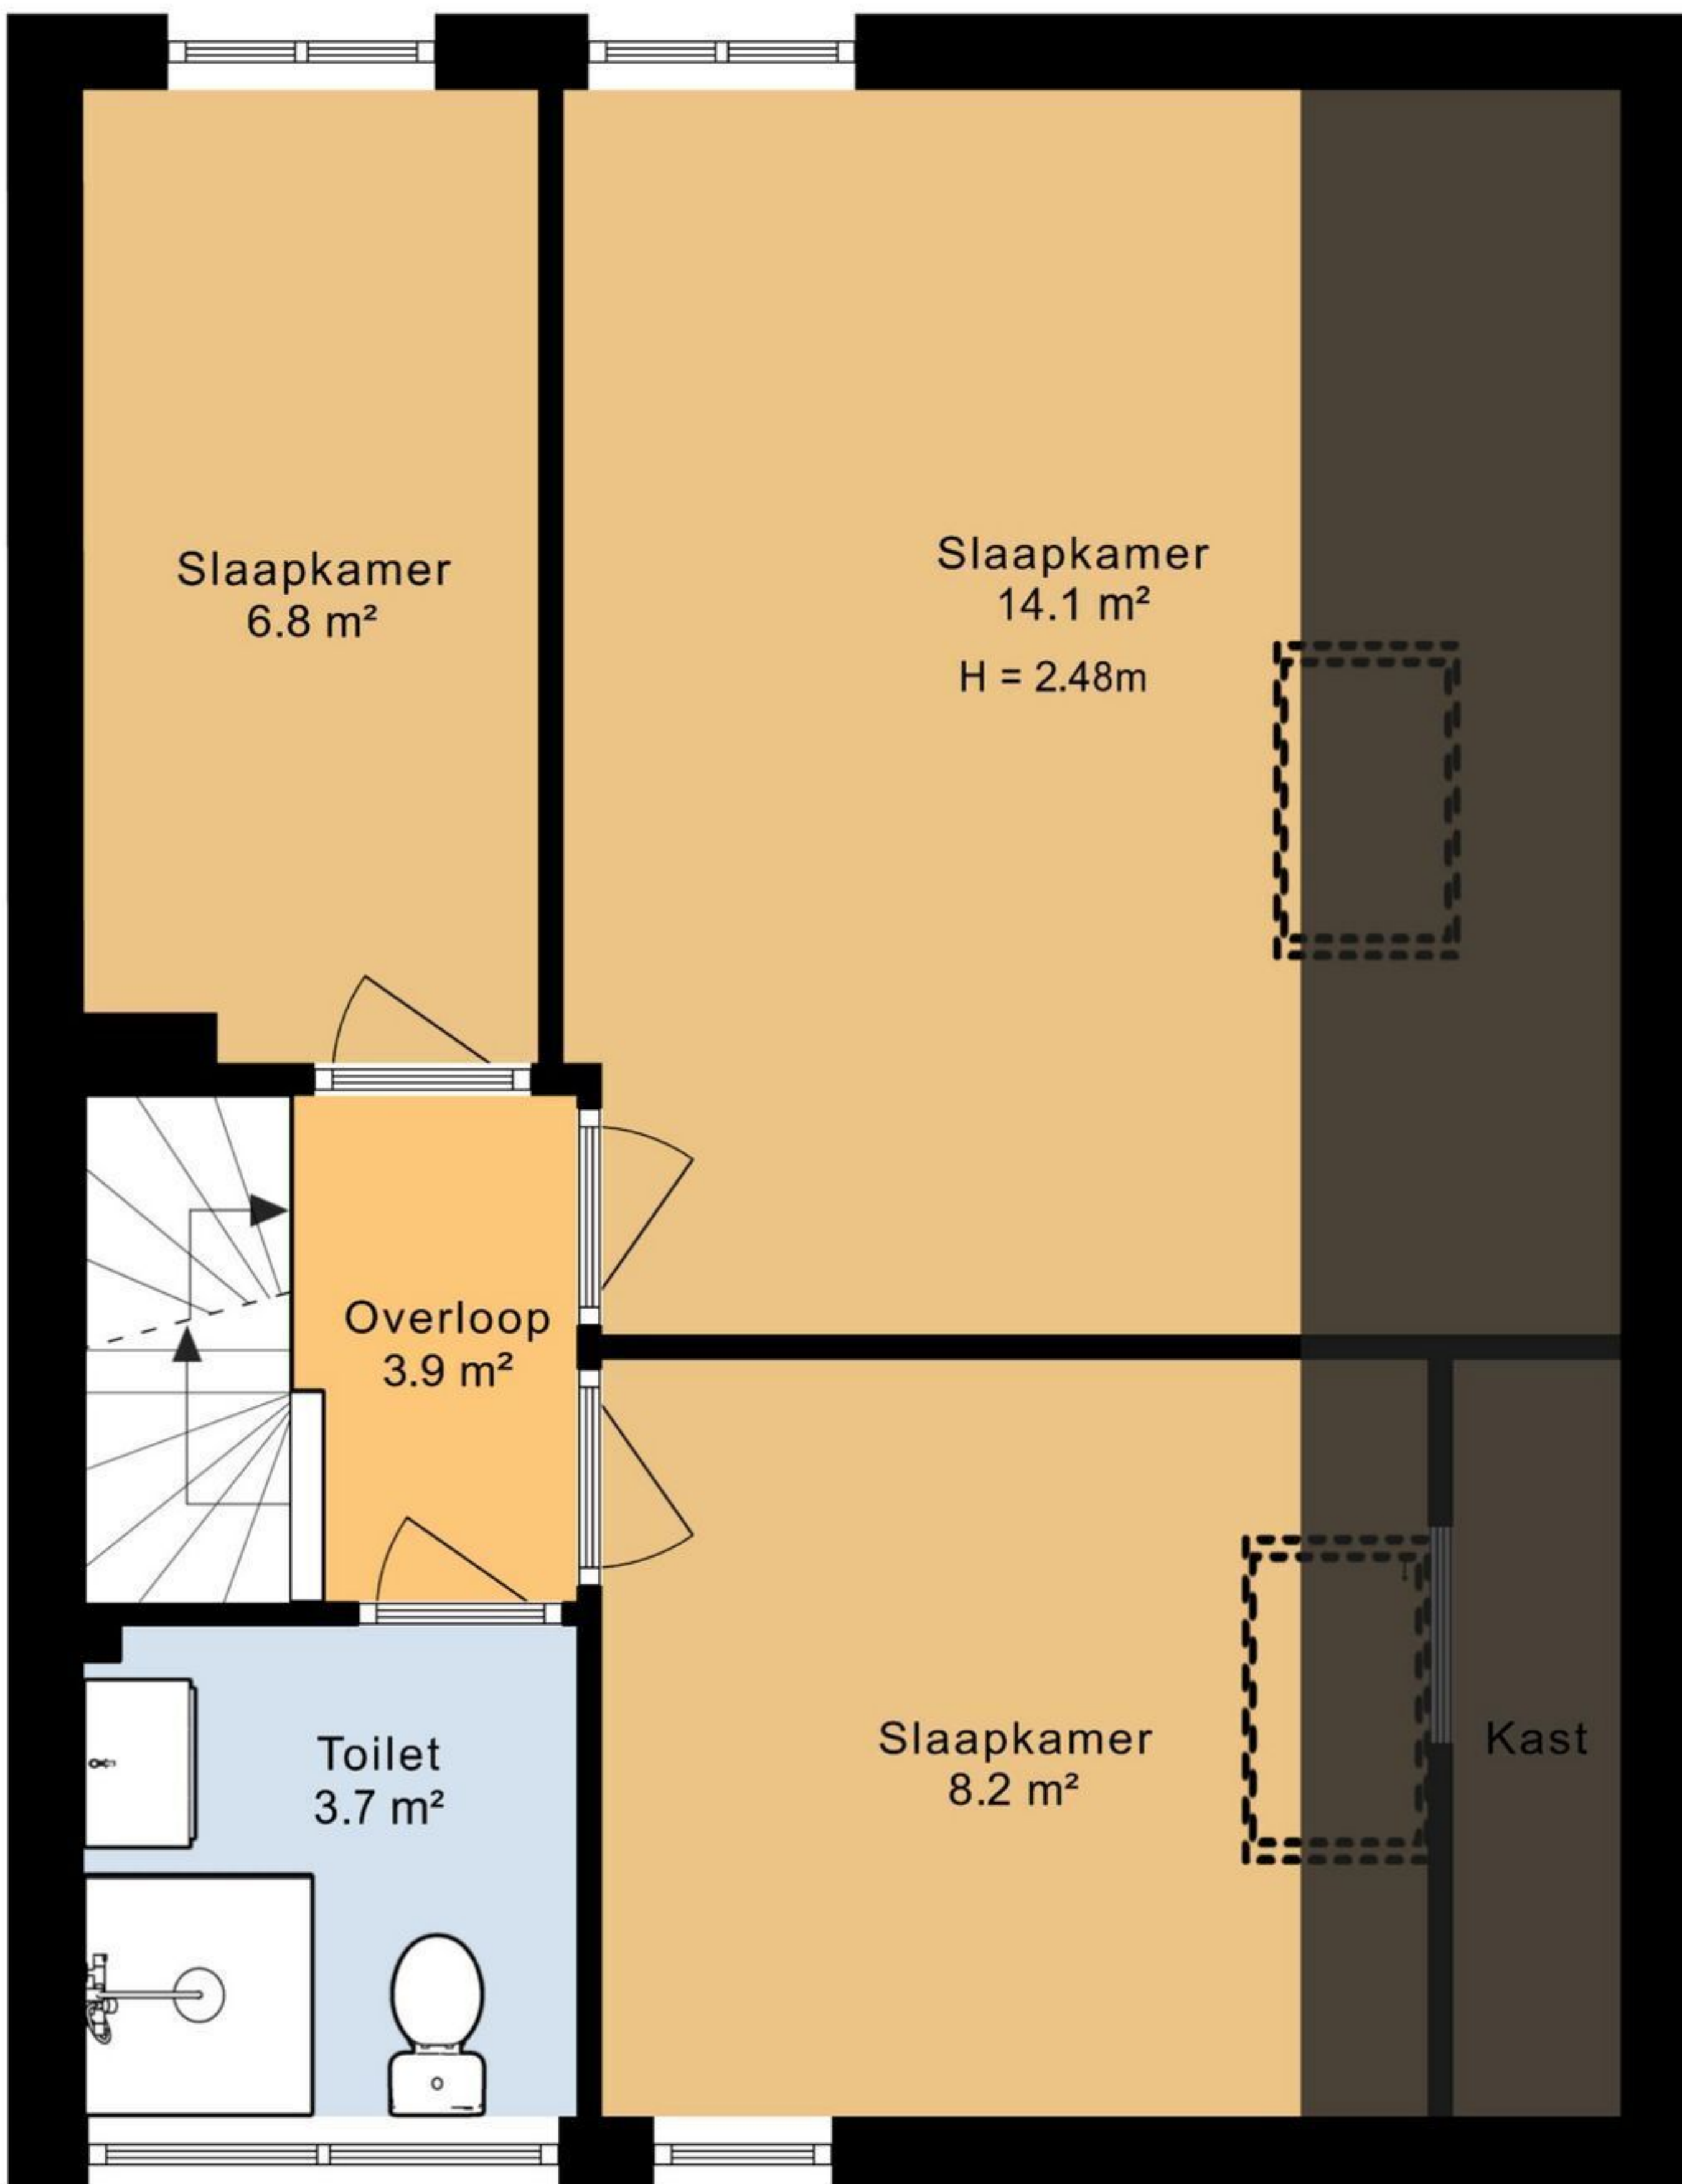 Slaapkamer
6.8 m²
Slaapkamer
14.1 m²
H = 2.48m
Overloop
3.9 m²
Toilet
3.7 m²
Slaapkamer
8.2 m²
Kast